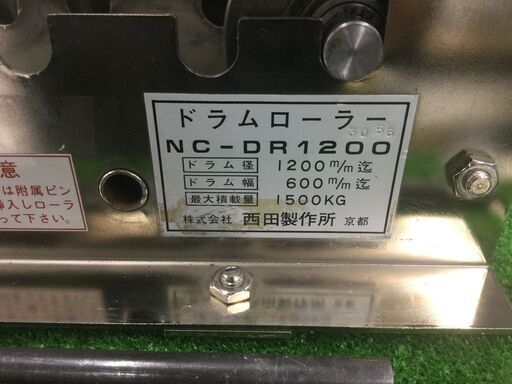 ドラムローラー
3056
NC-DR1200
ドラム径 1200m/m迄
ドラム幅 600m/m迄
最大積載量 1500KG
株式会社 西田製作所 京都
意
は附属ピン
挿入しローラ
って下さい。